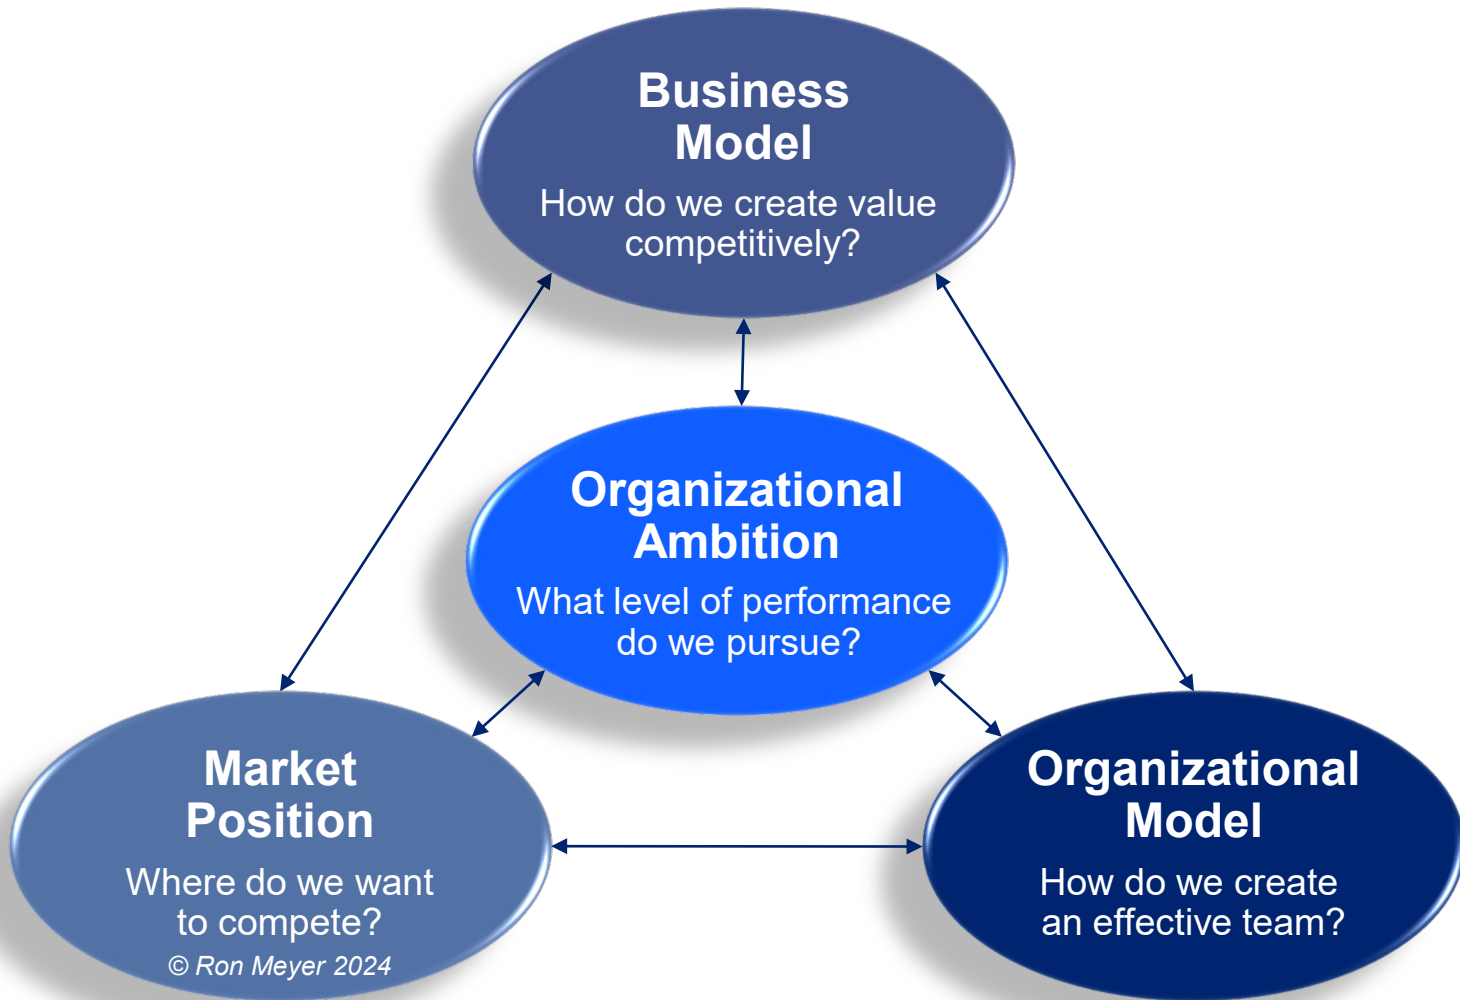 Business
Model
How do we create value
competitively?
Organizational
Ambition
What level of performance
do we pursue?
Market
Position
Where do we want
to compete?
© Ron Meyer 2024
Organizational
Model
How do we create
an effective team?